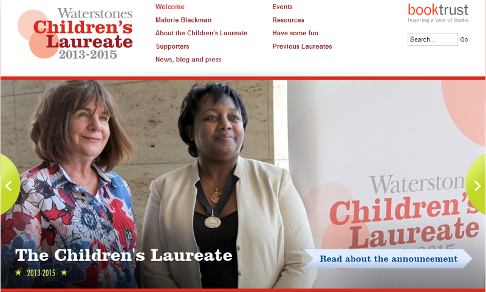 Waterstones
Children's
Laureate
2013-2015
Welcome
Malorie Blackman
About the Children's Laureate
Supporters
News, blog and press
Events
Resources
Have some fun
Previous Laureates
booktrust
Inspiring a love of books
Search...
Go
Waterston
Children's
Laureate
2015
The Children's Laureate
2013-2015
Read about the announcement